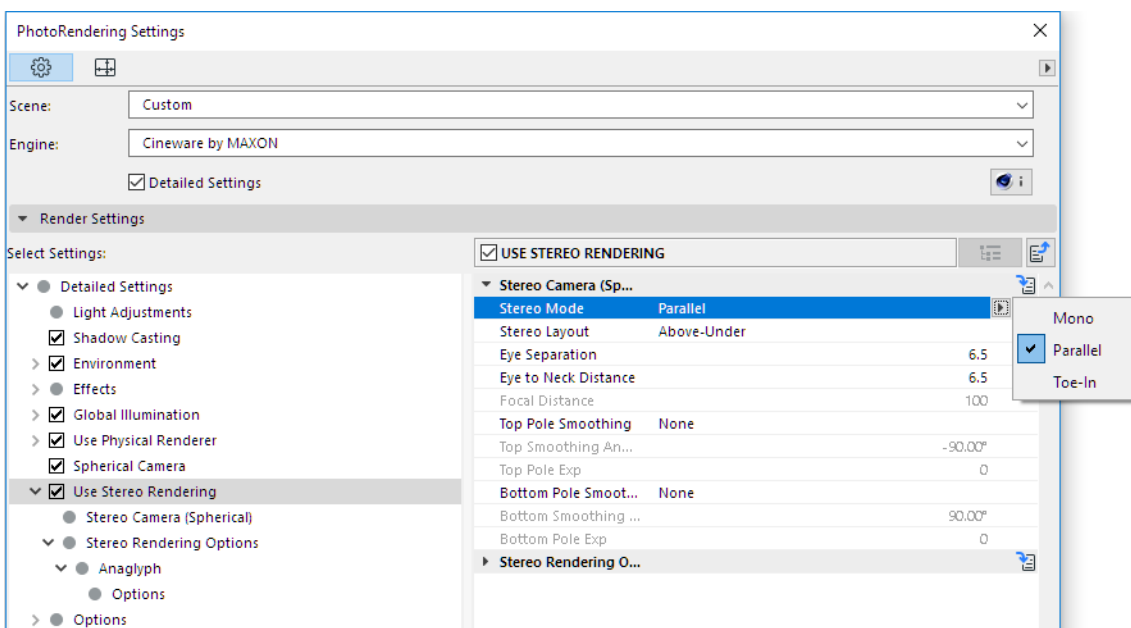 PhotoRendering Settings
Scene: Custom
Engine: Cineware by MAXON
Detailed Settings
i
Render Settings
Select Settings:
USE STEREO RENDERING
Detailed Settings
Light Adjustments
Shadow Casting
Environment
Effects
Global Illumination
Use Physical Renderer
Spherical Camera
Use Stereo Rendering
Stereo Camera (Spherical)
Stereo Rendering Options
Anaglyph
Options
Options
Stereo Camera (Sp...
Stereo Mode Parallel
Stereo Layout Above-Under
Eye Separation 6.5
Eye to Neck Distance 6.5
Focal Distance 100
Top Pole Smoothing None
Top Smoothing An... -90.00°
Top Pole Exp 0
Bottom Pole Smoot... None
Bottom Smoothing ... 90.00°
Bottom Pole Exp 0
Stereo Rendering O...
Mono
Parallel
Toe-In